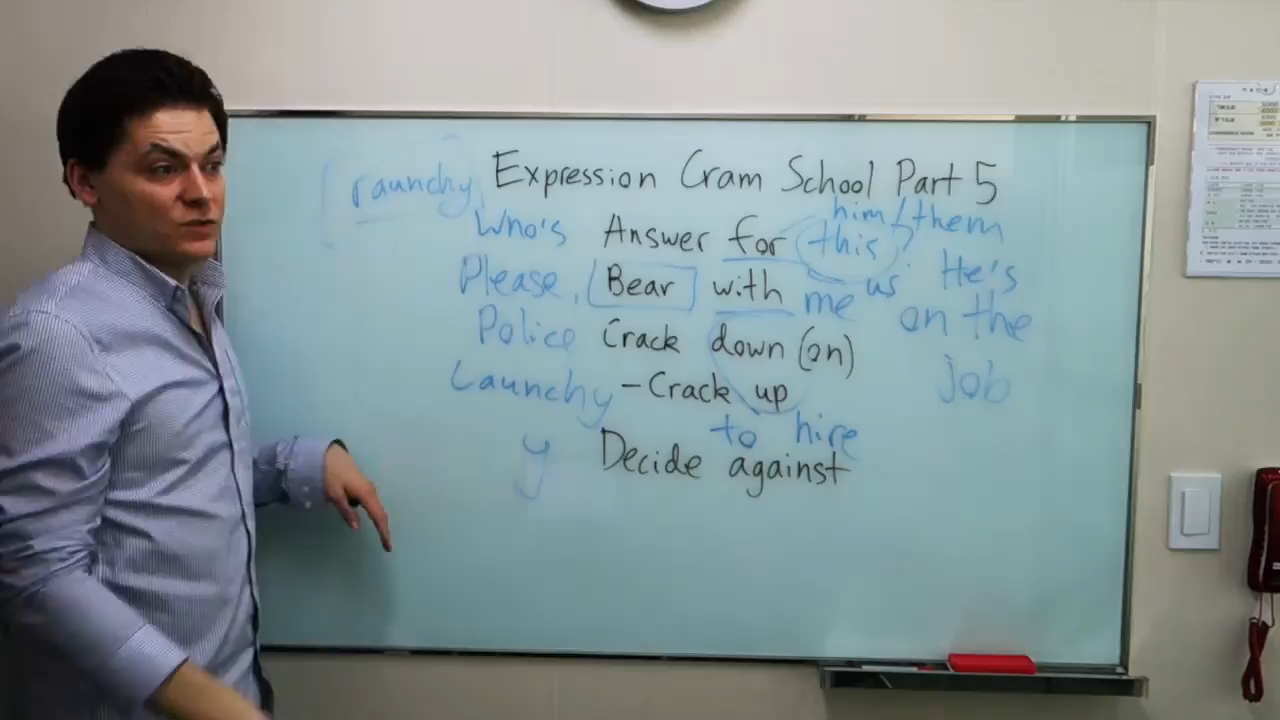 raunchy Expression Cram School Part 5
him/them
Who's Answer for this?
Please, Bear with me us He's
Police Crack down (on) on the
Launchy - Crack up job
to hire
y Decide against